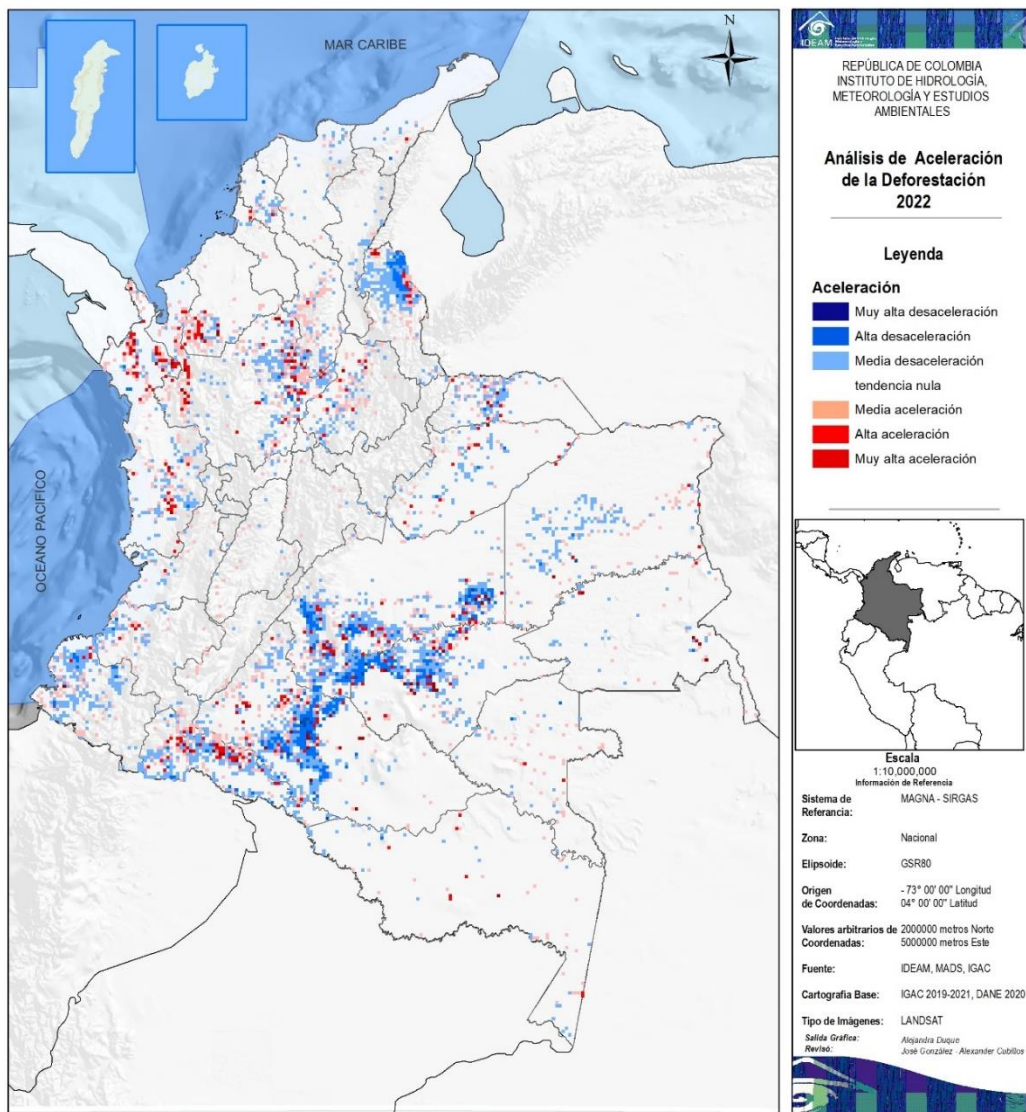 MAR CARIBE
N
OCEANO PACIFÍCO
IDEAM
REPÚBLICA DE COLOMBIA
INSTITUTO DE HIDROLOGÍA,
METEOROLOGÍA Y ESTUDIOS
AMBIENTALES
Análisis de Aceleración
de la Deforestación
2022
Leyenda
Aceleración
Muy alta desaceleración
Alta desaceleración
Media desaceleración
tendencia nula
Media aceleración
Alta aceleración
Muy alta aceleración
Escala
1:10,000,000
Información de Referencia
Sistema de Referancia: MAGNA - SIRGAS
Zona: Nacional
Elipsoide: GSR80
Origen de Coordenadas: - 73° 00' 00" Longitud
04° 00' 00" Latitud
Valores arbitrarios de Coordenadas: 2000000 metros Norte
5000000 metros Este
Fuente: IDEAM, MADS, IGAC
Cartografía Base: IGAC 2019-2021, DANE 2020
Tipo de Imágenes: LANDSAT
Salida Gráfica: Alejandra Duque
Revisó: José González - Alexander Cubillos